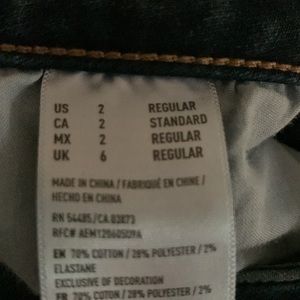 US 2 REGULAR
CA 2 STANDARD
MX 2 REGULAR
UK 6 REGULAR
MADE IN CHINA / FABRIQUÉ EN CHINE /
HECHO EN CHINA
RN 54485/CA 03873
RFC# AEM120605U9A
EN 70% COTTON / 28% POLYESTER / 2%
ELASTANE
EXCLUSIVE OF DECORATION
FR 70% COTON / 28% POLYESTER / 2%